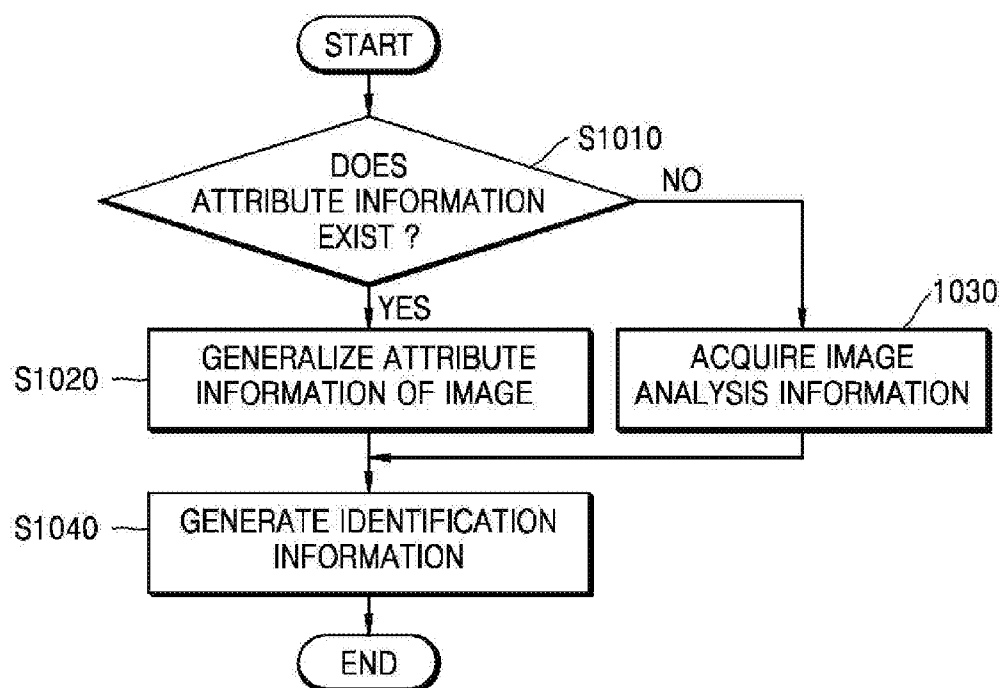 START
S1010
DOES
ATTRIBUTE INFORMATION
EXIST ?
NO
YES
S1020
GENERALIZE ATTRIBUTE
INFORMATION OF IMAGE
1030
ACQUIRE IMAGE
ANALYSIS INFORMATION
S1040
GENERATE IDENTIFICATION
INFORMATION
END